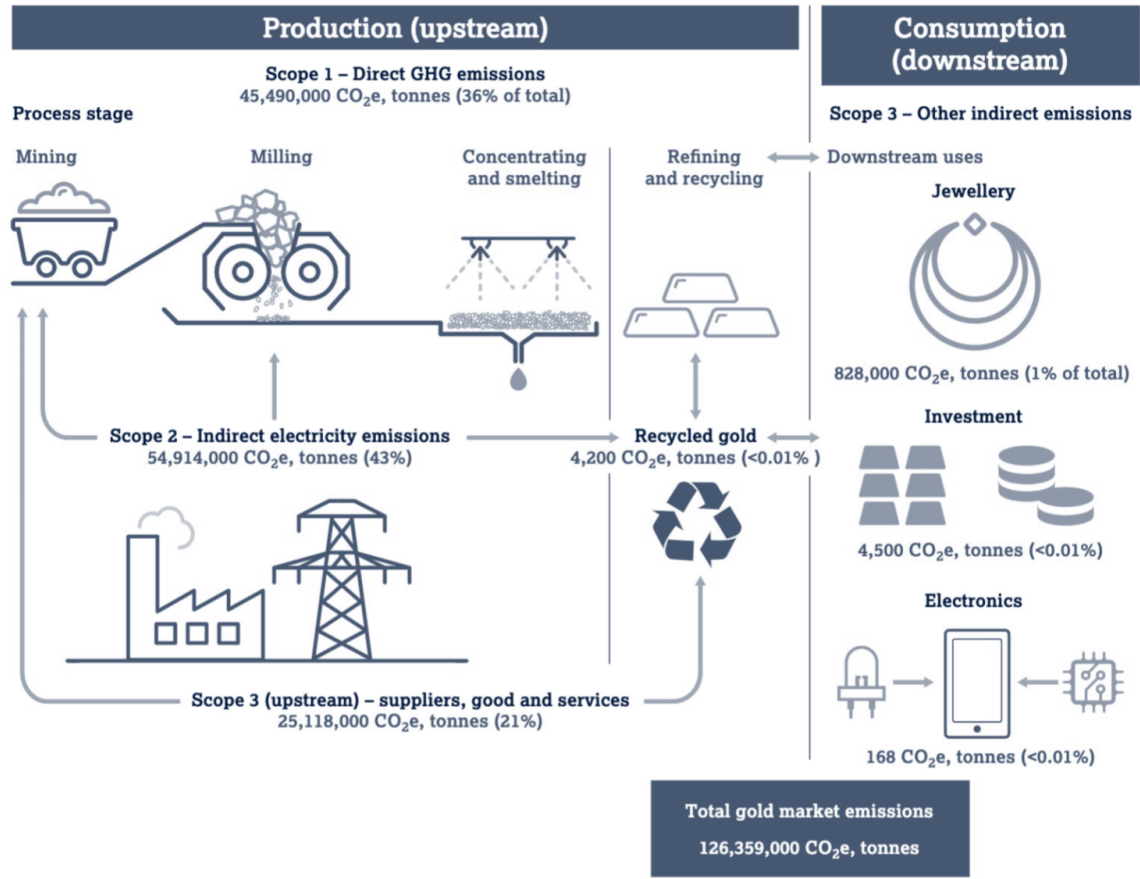 Production (upstream)
Scope 1 – Direct GHG emissions
45,490,000 CO₂e, tonnes (36% of total)
Process stage
Mining
Milling
Concentrating
and smelting
Refining
and recycling
Scope 2 – Indirect electricity emissions
54,914,000 CO₂e, tonnes (43%)
Recycled gold
4,200 CO₂e, tonnes (<0.01% )
Scope 3 (upstream) – suppliers, good and services
25,118,000 CO₂e, tonnes (21%)
Consumption
(downstream)
Scope 3 – Other indirect emissions
Downstream uses
Jewellery
828,000 CO₂e, tonnes (1% of total)
Investment
4,500 CO₂e, tonnes (<0.01%)
Electronics
168 CO₂e, tonnes (<0.01%)
Total gold market emissions
126,359,000 CO₂e, tonnes